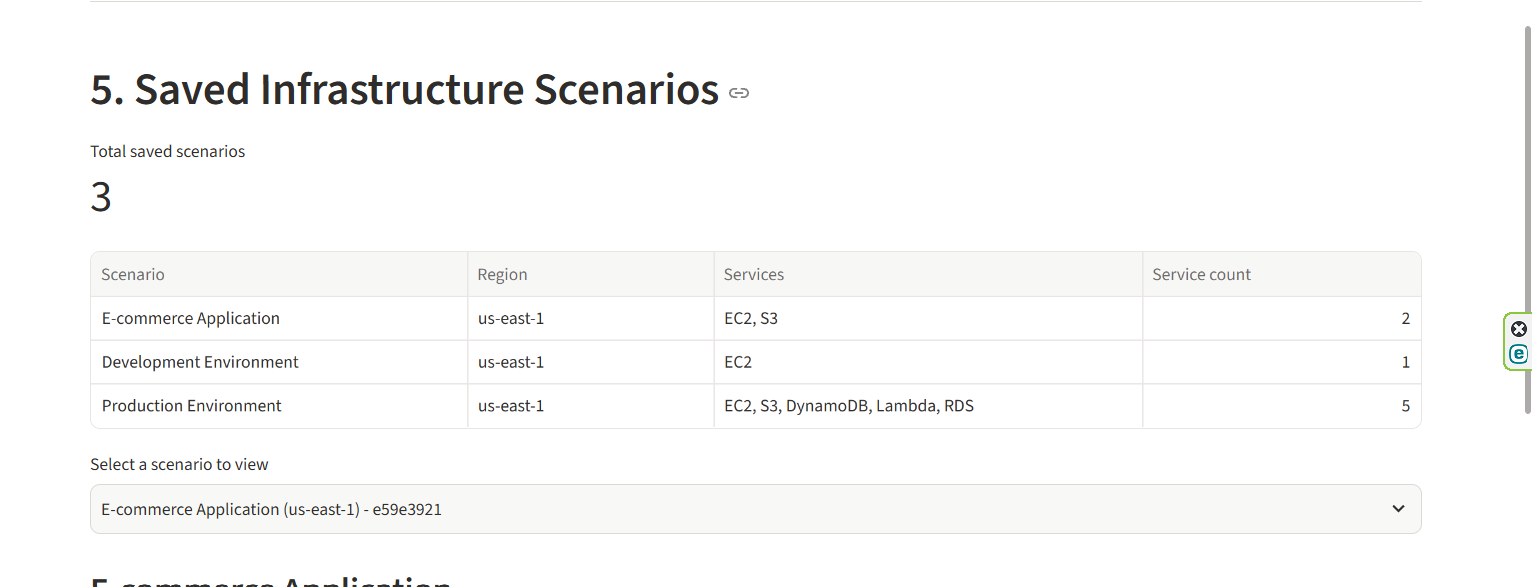 5. Saved Infrastructure Scenarios
Total saved scenarios
3
Scenario Region Services Service count
E-commerce Application us-east-1 EC2, S3 2
Development Environment us-east-1 EC2 1
Production Environment us-east-1 EC2, S3, DynamoDB, Lambda, RDS 5
Select a scenario to view
E-commerce Application (us-east-1) - e59e3921
E-commerce Application
e